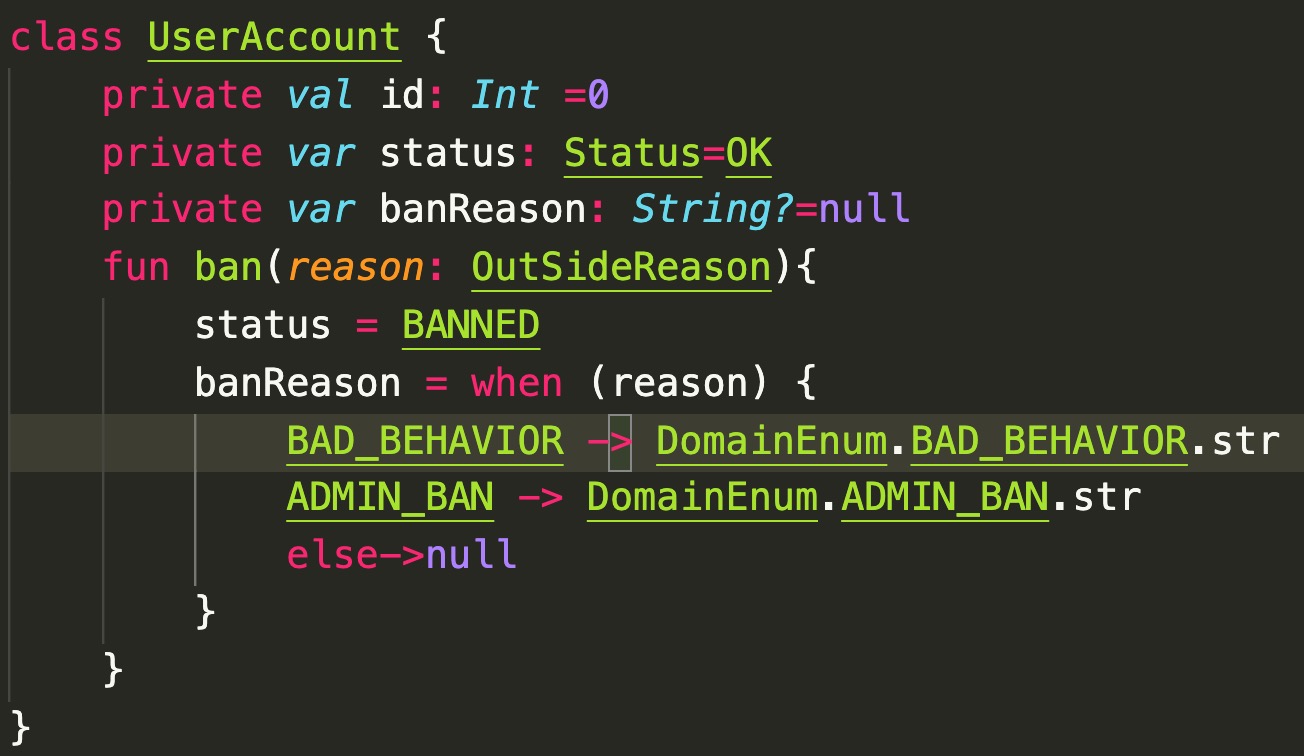 class UserAccount {
    private val id: Int =0
    private var status: Status=OK
    private var banReason: String?=null
    fun ban(reason: OutSideReason){
        status = BANNED
        banReason = when (reason) {
            BAD_BEHAVIOR -> DomainEnum.BAD_BEHAVIOR.str
            ADMIN_BAN -> DomainEnum.ADMIN_BAN.str
            else->null
        }
    }
}